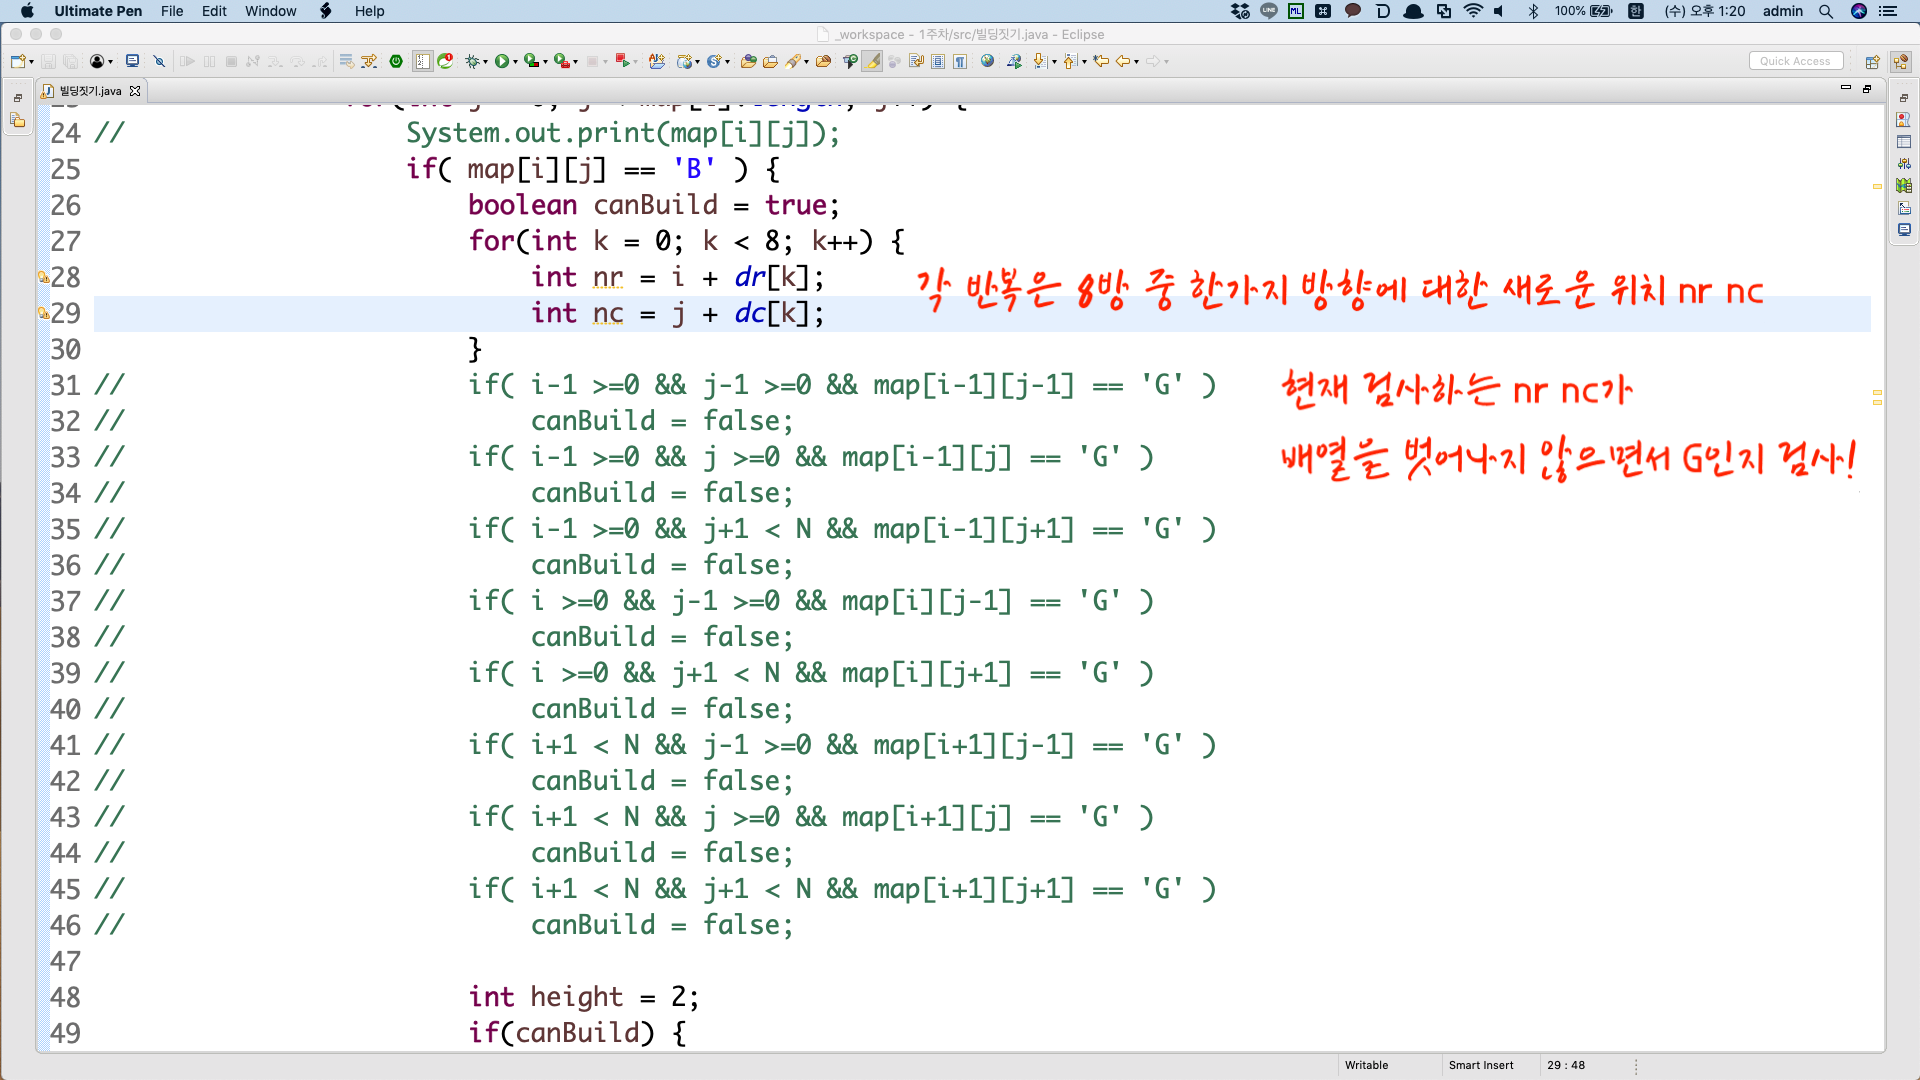 Ultimate Pen File Edit Window Help 100% (수) 오후 1:20 admin
_workspace - 1주차/src/빌딩짓기.java - Eclipse
Quick Access
빌딩짓기.java
24 // System.out.print(map[i][j]);
25 if( map[i][j] == 'B' ) {
26 boolean canBuild = true;
27 for(int k = 0; k < 8; k++) {
28 int nr = i + dr[k];
각 반복은 8방 중 한가지 방향에 대한 새로운 위치 nr nc
29 int nc = j + dc[k];
30 }
31 // if( i-1 >=0 && j-1 >=0 && map[i-1][j-1] == 'G' )
현재 검사하는 nr nc가
32 // canBuild = false;
33 // if( i-1 >=0 && j >=0 && map[i-1][j] == 'G' )
배열을 벗어나지 않으면서 G인지 검사!
34 // canBuild = false;
35 // if( i-1 >=0 && j+1 < N && map[i-1][j+1] == 'G' )
36 // canBuild = false;
37 // if( i >=0 && j-1 >=0 && map[i][j-1] == 'G' )
38 // canBuild = false;
39 // if( i >=0 && j+1 < N && map[i][j+1] == 'G' )
40 // canBuild = false;
41 // if( i+1 < N && j-1 >=0 && map[i+1][j-1] == 'G' )
42 // canBuild = false;
43 // if( i+1 < N && j >=0 && map[i+1][j] == 'G' )
44 // canBuild = false;
45 // if( i+1 < N && j+1 < N && map[i+1][j+1] == 'G' )
46 // canBuild = false;
47
48 int height = 2;
49 if(canBuild) {
Writable Smart Insert 29 : 48